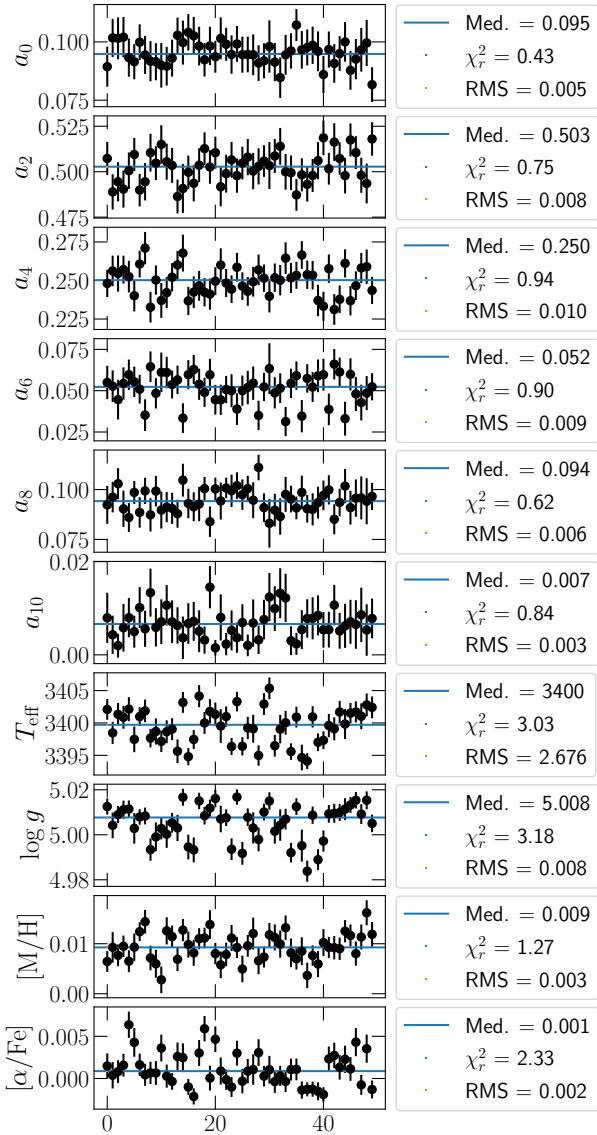 0.100
0.075
a₀
Med. = 0.095
χ²ᵣ = 0.43
RMS = 0.005
0.525
0.500
0.475
a₂
Med. = 0.503
χ²ᵣ = 0.75
RMS = 0.008
0.275
0.250
0.225
a₄
Med. = 0.250
χ²ᵣ = 0.94
RMS = 0.010
0.075
0.050
0.025
a₆
Med. = 0.052
χ²ᵣ = 0.90
RMS = 0.009
0.100
0.075
a₈
Med. = 0.094
χ²ᵣ = 0.62
RMS = 0.006
0.02
0.00
a₁₀
Med. = 0.007
χ²ᵣ = 0.84
RMS = 0.003
3405
3400
3395
T_eff
Med. = 3400
χ²ᵣ = 3.03
RMS = 2.676
5.02
5.00
4.98
log g
Med. = 5.008
χ²ᵣ = 3.18
RMS = 0.008
0.01
0.00
[M/H]
Med. = 0.009
χ²ᵣ = 1.27
RMS = 0.003
0.005
0.000
[α/Fe]
Med. = 0.001
χ²ᵣ = 2.33
RMS = 0.002
0 20 40